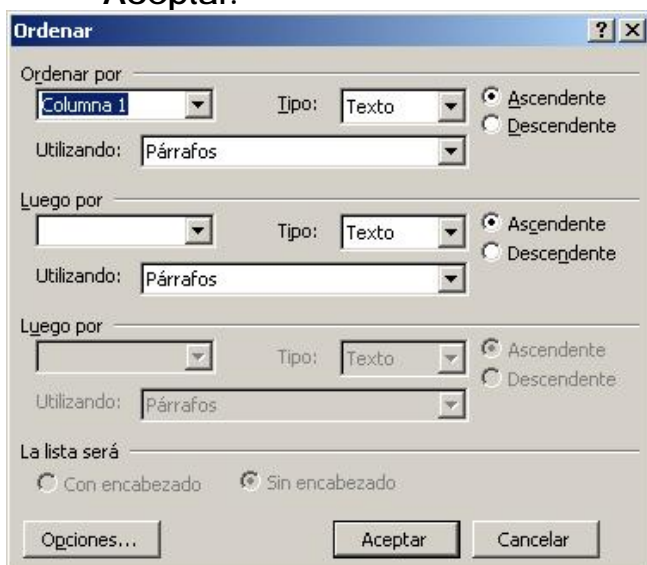 Aceptar.
Ordenar
Ordenar por
Columna 1 Tipo: Texto Ascendente
Descendente
Utilizando: Párrafos
Luego por
Tipo: Texto Ascendente
Descendente
Utilizando: Párrafos
Luego por
Tipo: Texto Ascendente
Descendente
Utilizando: Párrafos
La lista será
Con encabezado Sin encabezado
Opciones... Aceptar Cancelar